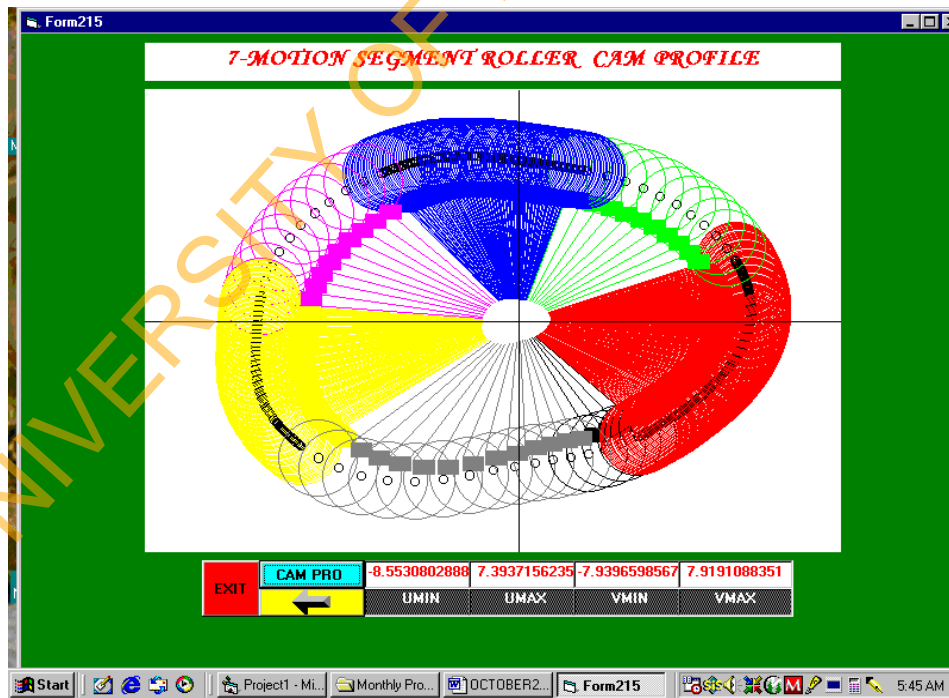 Form215
7-MOTION SEGMENT ROLLER CAM PROFILE
UNIVERSITY OF
EXIT
CAM PRO
-8.5530802888 7.3937156235 -7.9396598567 7.9191088351
UMIN UMAX VMIN VMAX
Start Project1 - Mi... Monthly Pro... OCTOBER2... Form215 5:45 AM